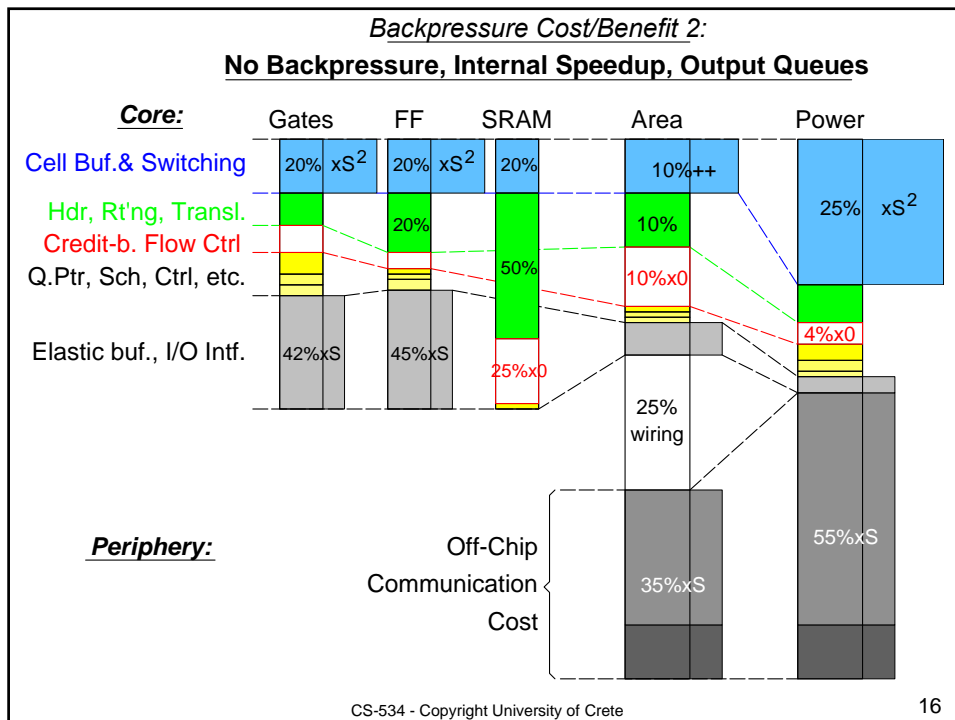 Backpressure Cost/Benefit 2:
No Backpressure, Internal Speedup, Output Queues
Core:
Gates FF SRAM Area Power
Cell Buf.& Switching
20% xS²
20% xS²
20%
10%++
25% xS²
Hdr, Rt'ng, Transl.
20%
50%
10%
Credit-b. Flow Ctrl
25%x0
10%x0
4%x0
Q.Ptr, Sch, Ctrl, etc.
Elastic buf., I/O Intf.
42%xS
45%xS
25%
wiring
Periphery:
Off-Chip
Communication
Cost
35%xS
55%xS
CS-534 - Copyright University of Crete
16